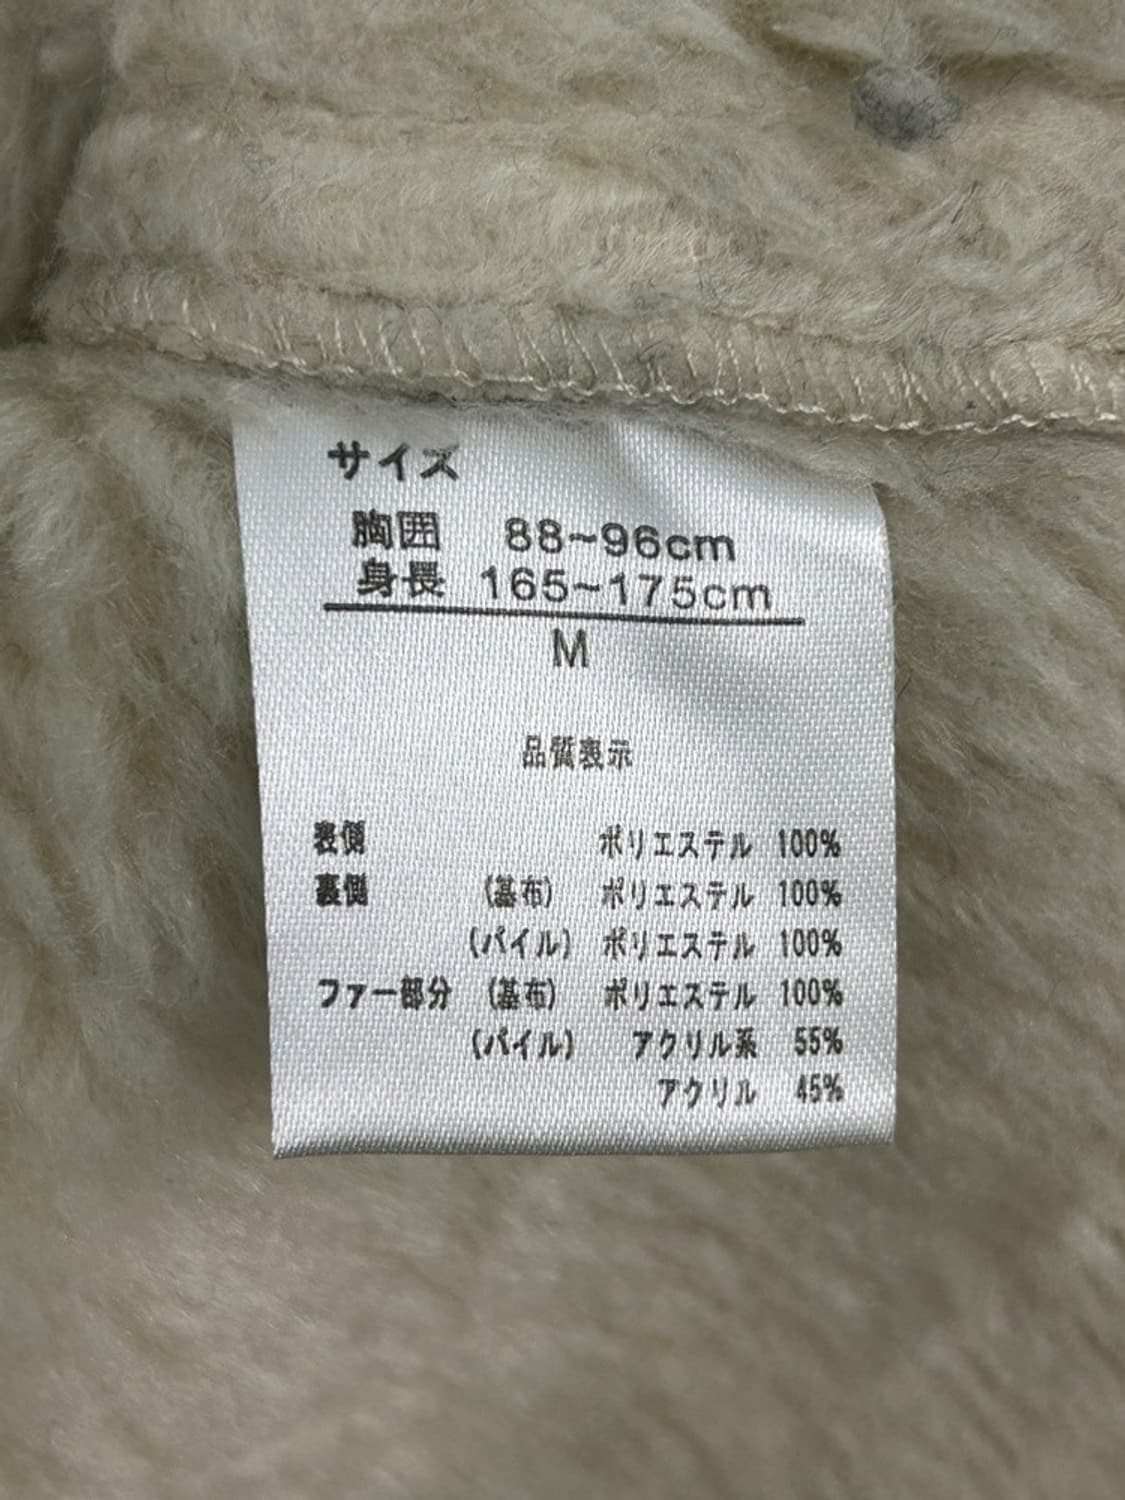 サイズ
胸囲 88~96cm
身長 165~175cm
M
品質表示
表側 ポリエステル 100%
裏側 (基布) ポリエステル 100%
(パイル) ポリエステル 100%
ファー部分 (基布) ポリエステル 100%
(パイル) アクリル系 55%
アクリル 45%